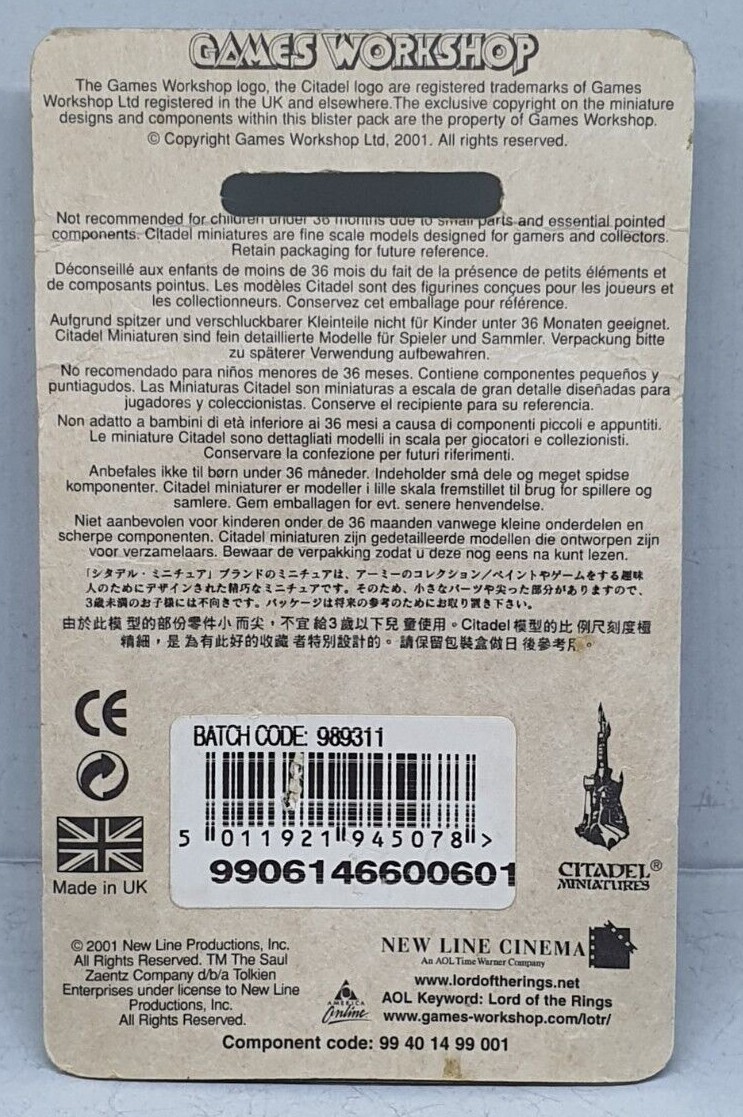 GAMES WORKSHOP
The Games Workshop logo, the Citadel logo are registered trademarks of Games
Workshop Ltd registered in the UK and elsewhere.The exclusive copyright on the miniature
designs and components within this blister pack are the property of Games Workshop.
© Copyright Games Workshop Ltd, 2001. All rights reserved.
Not recommended for children under 36 months due to small parts and essential pointed
components. Citadel miniatures are fine scale models designed for gamers and collectors.
Retain packaging for future reference.
Déconseillé aux enfants de moins de 36 mois du fait de la présence de petits éléments et
de composants pointus. Les modèles Citadel sont des figurines conçues pour les joueurs et
les collectionneurs. Conservez cet emballage pour référence.
Aufgrund spitzer und verschluckbarer Kleinteile nicht für Kinder unter 36 Monaten geeignet.
Citadel Miniaturen sind fein detaillierte Modelle für Spieler und Sammler. Verpackung bitte
zu späterer Verwendung aufbewahren.
No recomendado para niños menores de 36 meses. Contiene componentes pequeños y
puntiagudos. Las Miniaturas Citadel son miniaturas a escala de gran detalle diseñadas para
jugadores y coleccionistas. Conserve el recipiente para su referencia.
Non adatto a bambini di età inferiore ai 36 mesi a causa di componenti piccoli e appuntiti.
Le miniature Citadel sono dettagliati modelli in scala per giocatori e collezionisti.
Conservare la confezione per futuri riferimenti.
Anbefales ikke til børn under 36 måneder. Indeholder små dele og meget spidse
komponenter. Citadel miniaturer er modeller i lille skala fremstillet til brug for spillere og
samlere. Gem emballagen for evt. senere henvendelse.
Niet aanbevolen voor kinderen onder de 36 maanden vanwege kleine onderdelen en
scherpe componenten. Citadel miniaturen zijn gedetailleerde modellen die ontworpen zijn
voor verzamelaars. Bewaar de verpakking zodat u deze nog eens na kunt lezen.
「シタデル・ミニチュア」ブランドのミニチュアは、アーミーのコレクション／ペイントやゲームをする趣味
人のためにデザインされた精巧なミニチュアです。そのため、小さなパーツや尖った部分がありますので、
3歳未満のお子様には不向きです。パッケージは将来の参考のためにお取り置き下さい。
由於此模型的部份零件小而尖，不宜給3歲以下兒童使用。Citadel模型的比例尺刻度極
精細，是為有此好的收藏者特別設計的。請保留包裝盒做日後參考 。
CE
BATCH CODE: 989311
5 011921 945078 >
9906146600601
Made in UK
CITADEL®
MINIATURES
© 2001 New Line Productions, Inc.
All Rights Reserved. TM The Saul
Zaentz Company d/b/a Tolkien
Enterprises under license to New Line
Productions, Inc.
All Rights Reserved.
NEW LINE CINEMA
An AOL Time Warner Company
AMERICA
Online
www.lordoftherings.net
AOL Keyword: Lord of the Rings
www.games-workshop.com/lotr/
Component code: 99 40 14 99 001